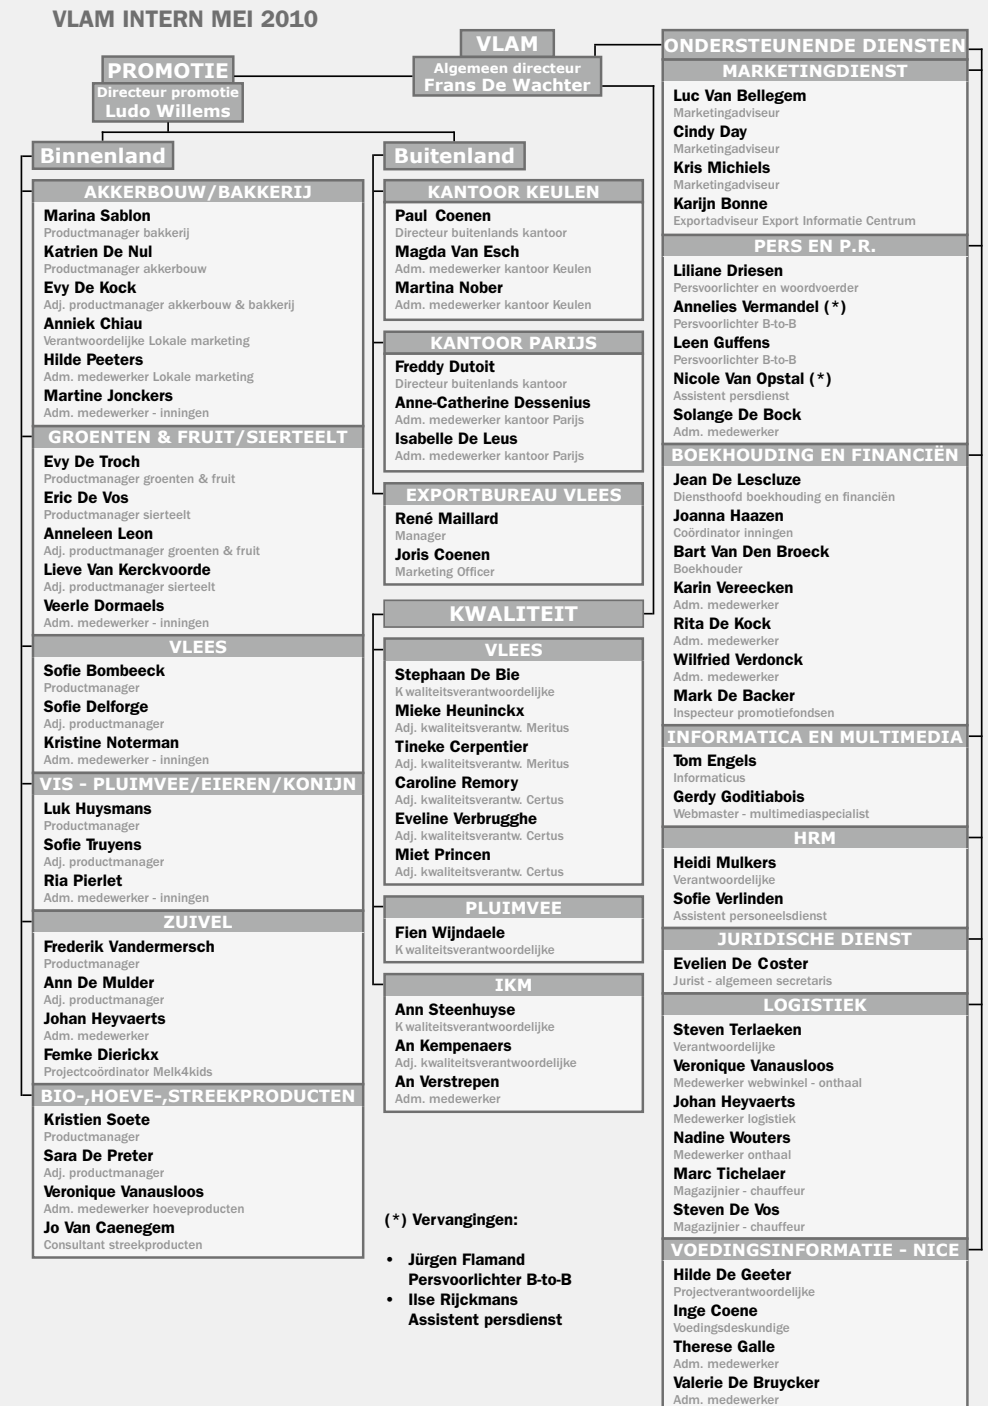 VLAM INTERN MEI 2010
VLAM
Algemeen directeur
Frans De Wachter
PROMOTIE
Directeur promotie
Ludo Willems
Binnenland
AKKERBOUW/BAKKERIJ
Marina Sablon
Productmanager bakkerij
Katrien De Nul
Productmanager akkerbouw
Evy De Kock
Adj. productmanager akkerbouw & bakkerij
Anniek Chiau
Verantwoordelijke Lokale marketing
Hilde Peeters
Adm. medewerker Lokale marketing
Martine Jonckers
Adm. medewerker - inningen
GROENTEN & FRUIT/SIERTEELT
Evy De Troch
Productmanager groenten & fruit
Eric De Vos
Productmanager sierteelt
Anneleen Leon
Adj. productmanager groenten & fruit
Lieve Van Kerckvoorde
Adj. productmanager sierteelt
Veerle Dormaels
Adm. medewerker - inningen
VLEES
Sofie Bombeeck
Productmanager
Sofie Delforge
Adj. productmanager
Kristine Noterman
Adm. medewerker - inningen
VIS - PLUIMVEE/EIEREN/KONIJN
Luk Huysmans
Productmanager
Sofie Truyens
Adj. productmanager
Ria Pierlet
Adm. medewerker - inningen
ZUIVEL
Frederik Vandermersch
Productmanager
Ann De Mulder
Adj. productmanager
Johan Heyvaerts
Adm. medewerker
Femke Dierickx
Projectcoördinator Melk4kids
BIO-,HOEVE-,STREEKPRODUCTEN
Kristien Soete
Productmanager
Sara De Preter
Adj. productmanager
Veronique Vanausloos
Adm. medewerker hoeveproducten
Jo Van Caenegem
Consultant streekproducten
Buitenland
KANTOOR KEULEN
Paul Coenen
Directeur buitenlands kantoor
Magda Van Esch
Adm. medewerker kantoor Keulen
Martina Nober
Adm. medewerker kantoor Keulen
KANTOOR PARIJS
Freddy Dutoit
Directeur buitenlands kantoor
Anne-Catherine Dessenius
Adm. medewerker kantoor Parijs
Isabelle De Leus
Adm. medewerker kantoor Parijs
EXPORTBUREAU VLEES
René Maillard
Manager
Joris Coenen
Marketing Officer
KWALITEIT
VLEES
Stephaan De Bie
Kwaliteitsverantwoordelijke
Mieke Heuninckx
Adj. kwaliteitsverantw. Meritus
Tineke Cerpentier
Adj. kwaliteitsverantw. Meritus
Caroline Remory
Adj. kwaliteitsverantw. Certus
Eveline Verbrugghe
Adj. kwaliteitsverantw. Certus
Miet Princen
Adj. kwaliteitsverantw. Certus
PLUIMVEE
Fien Wijndaele
Kwaliteitsverantwoordelijke
IKM
Ann Steenhuyse
Kwaliteitsverantwoordelijke
An Kempenaers
Adj. kwaliteitsverantwoordelijke
An Verstrepen
Adm. medewerker
(*) Vervangingen:
• Jürgen Flamand
Persvoorlichter B-to-B
• Ilse Rijckmans
Assistent persdienst
ONDERSTEUNENDE DIENSTEN
MARKETINGDIENST
Luc Van Bellegem
Marketingadviseur
Cindy Day
Marketingadviseur
Kris Michiels
Marketingadviseur
Karijn Bonne
Exportadviseur Export Informatie Centrum
PERS EN P.R.
Liliane Driesen
Persvoorlichter en woordvoerder
Annelies Vermandel (*)
Persvoorlichter B-to-B
Leen Guffens
Persvoorlichter B-to-B
Nicole Van Opstal (*)
Assistent persdienst
Solange De Bock
Adm. medewerker
BOEKHOUDING EN FINANCIËN
Jean De Lescluze
Diensthoofd boekhouding en financiën
Joanna Haazen
Coördinator inningen
Bart Van Den Broeck
Boekhouder
Karin Vereecken
Adm. medewerker
Rita De Kock
Adm. medewerker
Wilfried Verdonck
Adm. medewerker
Mark De Backer
Inspecteur promotiefondsen
INFORMATICA EN MULTIMEDIA
Tom Engels
Informaticus
Gerdy Goditiabois
Webmaster - multimediaspecialist
HRM
Heidi Mulkers
Verantwoordelijke
Sofie Verlinden
Assistent personeelsdienst
JURIDISCHE DIENST
Evelien De Coster
Jurist - algemeen secretaris
LOGISTIEK
Steven Terlaeken
Verantwoordelijke
Veronique Vanausloos
Medewerker webwinkel - onthaal
Johan Heyvaerts
Medewerker logistiek
Nadine Wouters
Medewerker onthaal
Marc Tichelaer
Magazijnier - chauffeur
Steven De Vos
Magazijnier - chauffeur
VOEDINGSINFORMATIE - NICE
Hilde De Geeter
Projectverantwoordelijke
Inge Coene
Voedingsdeskundige
Therese Galle
Adm. medewerker
Valerie De Bruycker
Adm. medewerker